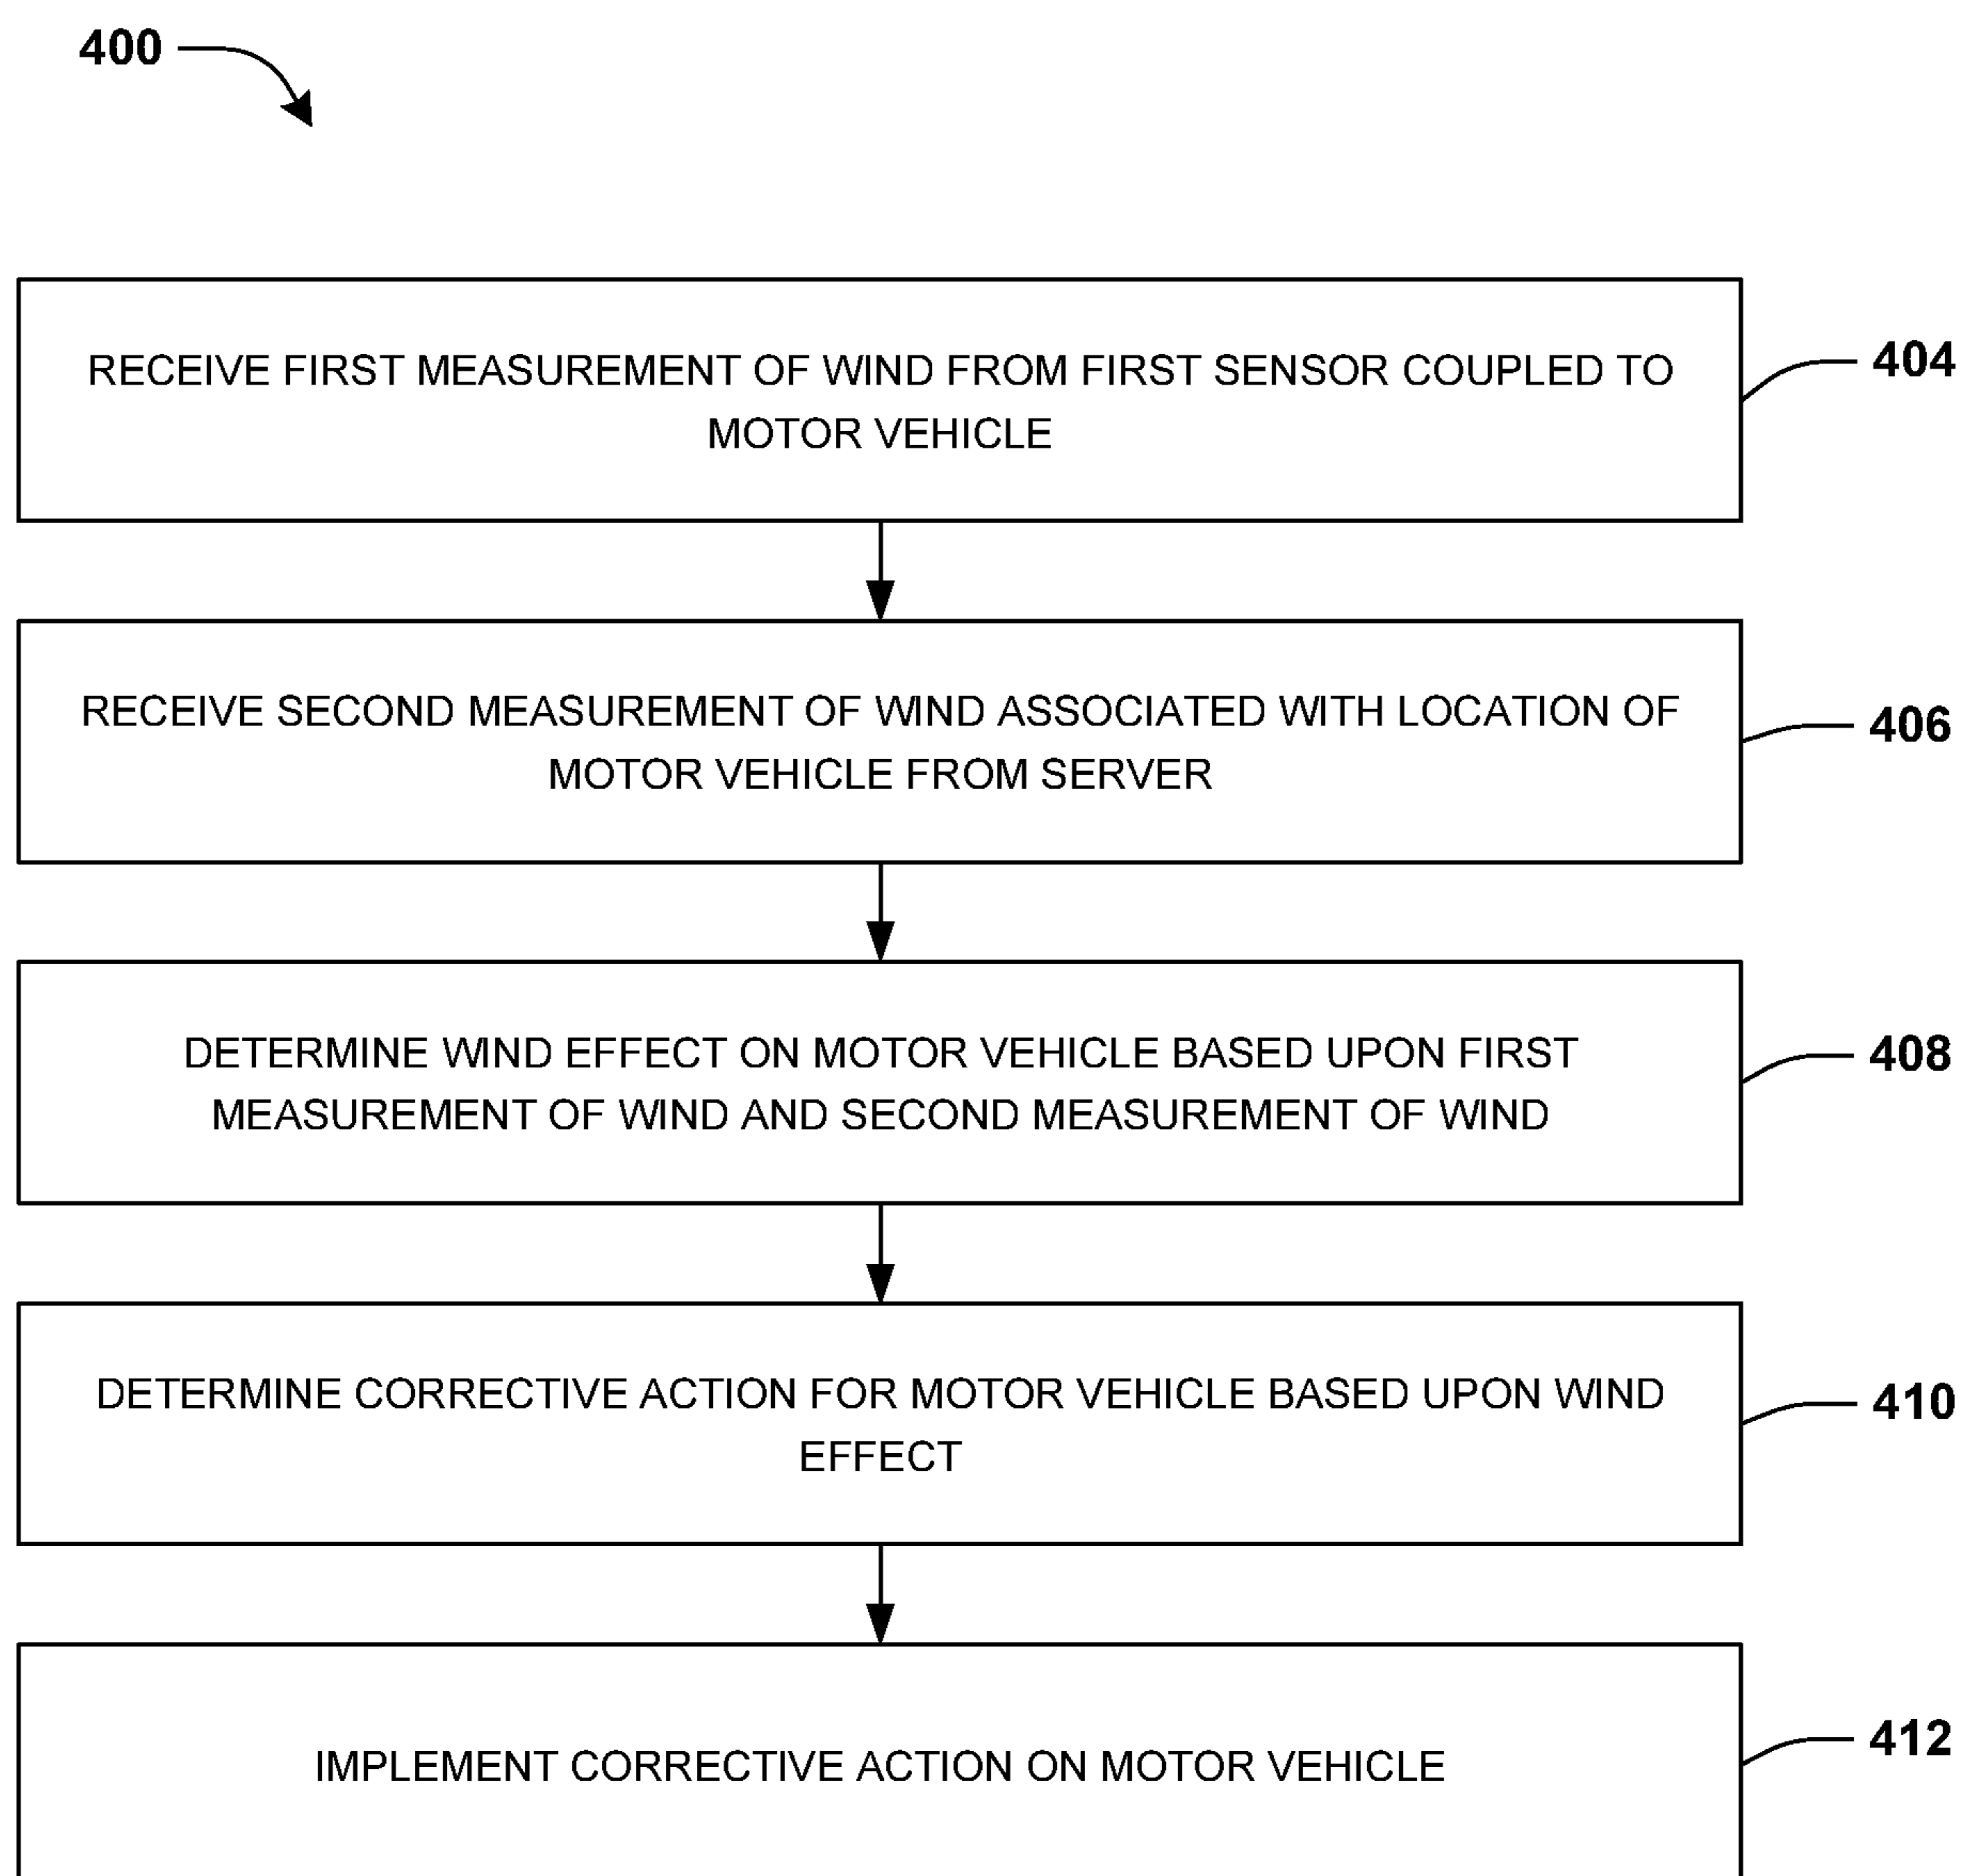 400
RECEIVE FIRST MEASUREMENT OF WIND FROM FIRST SENSOR COUPLED TO
MOTOR VEHICLE
404
RECEIVE SECOND MEASUREMENT OF WIND ASSOCIATED WITH LOCATION OF
MOTOR VEHICLE FROM SERVER
406
DETERMINE WIND EFFECT ON MOTOR VEHICLE BASED UPON FIRST
MEASUREMENT OF WIND AND SECOND MEASUREMENT OF WIND
408
DETERMINE CORRECTIVE ACTION FOR MOTOR VEHICLE BASED UPON WIND
EFFECT
410
IMPLEMENT CORRECTIVE ACTION ON MOTOR VEHICLE
412